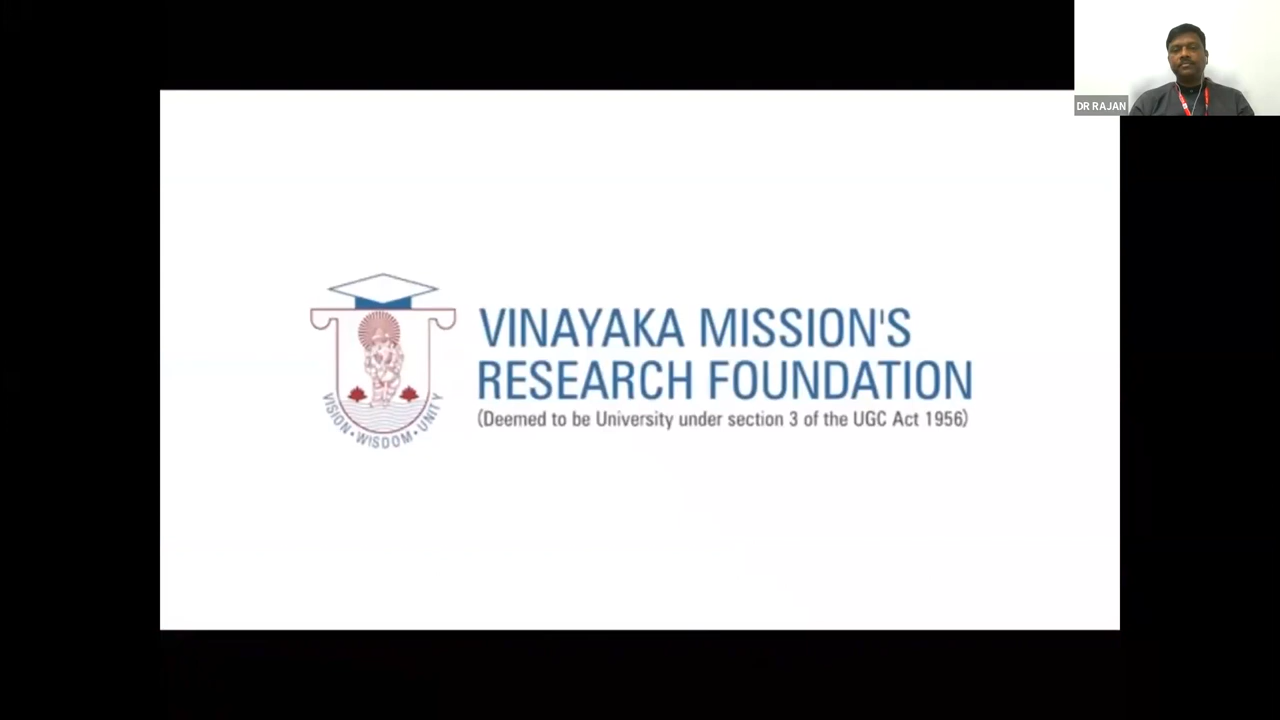 DR RAJAN
VINAYAKA MISSION'S
RESEARCH FOUNDATION
(Deemed to be University under section 3 of the UGC Act 1956)
VISION • WISDOM • UNITY